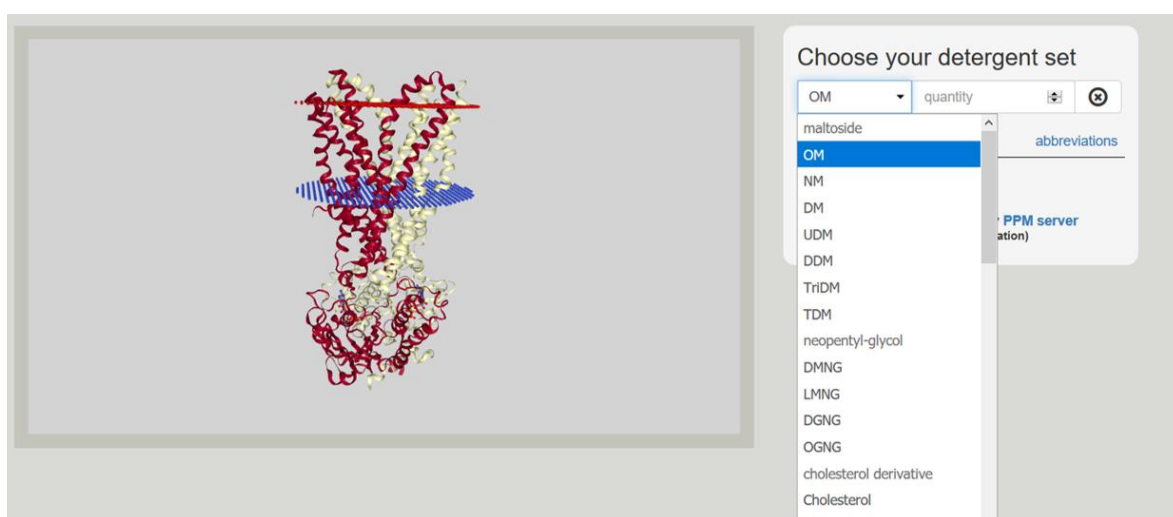 Choose your detergent set
OM quantity
abbreviations
maltoside
OM
NM
DM
UDM
DDM
TriDM
TDM
neopentyl-glycol
DMNG
LMNG
DGNG
OGNG
cholesterol derivative
Cholesterol
PPM server
ation)